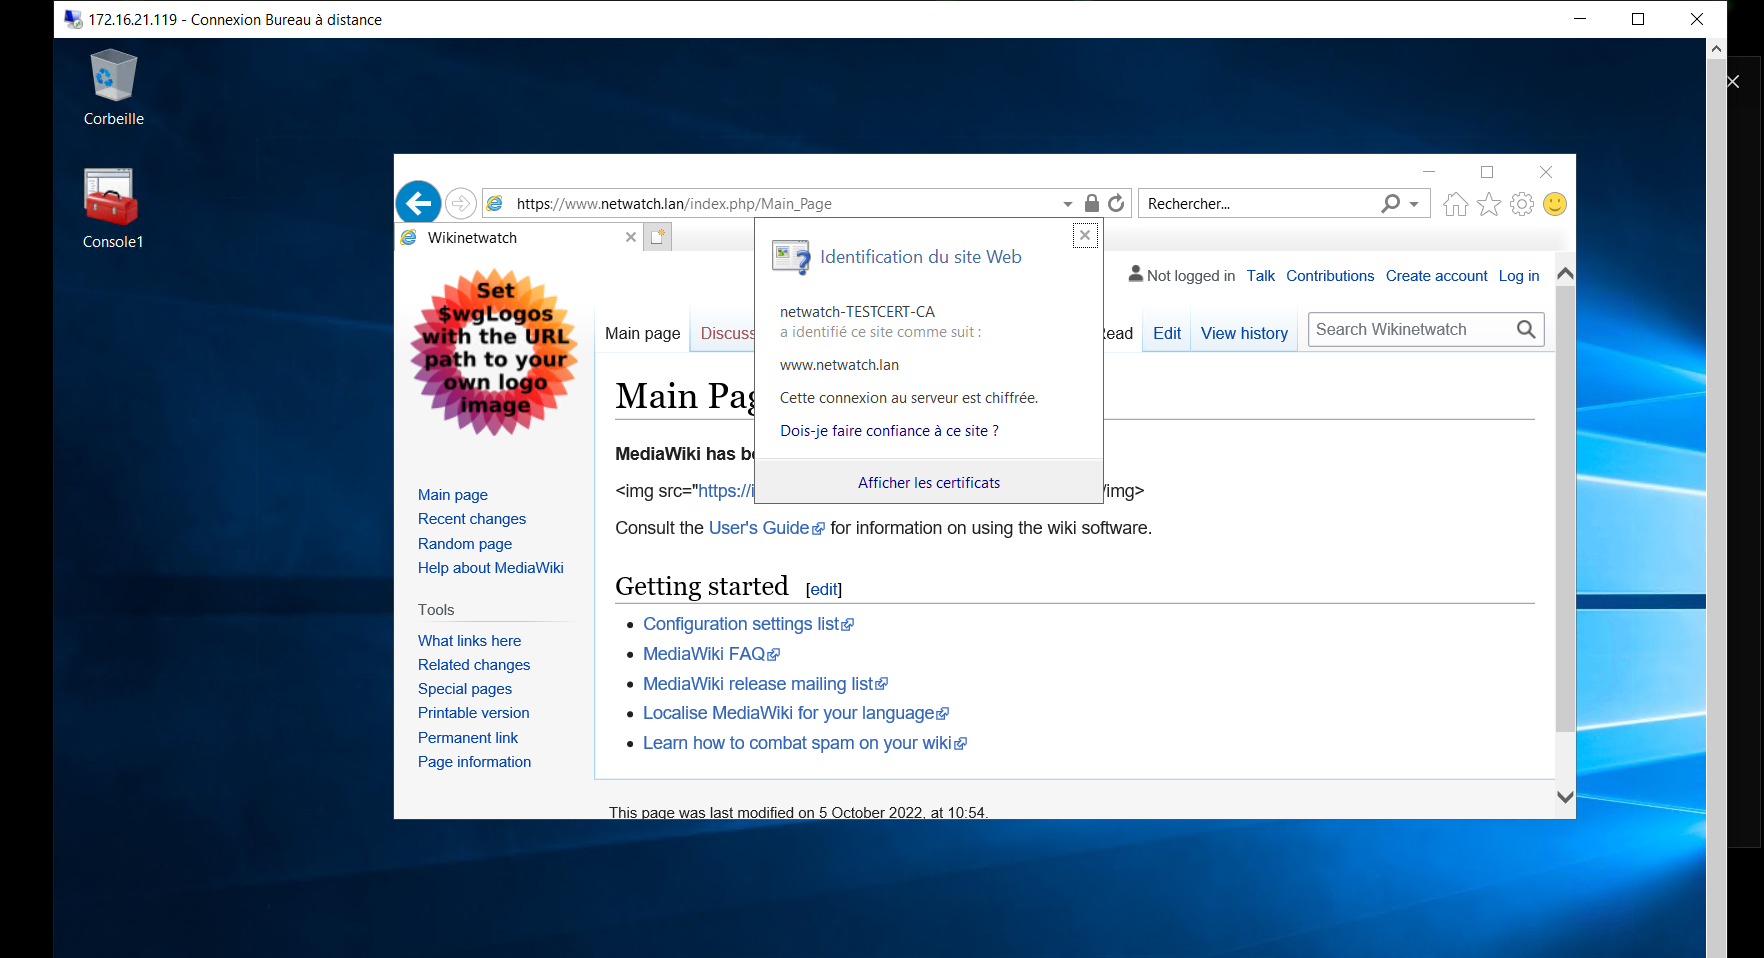 172.16.21.119 - Connexion Bureau à distance
Corbeille
Console1
https://www.netwatch.lan/index.php/Main_Page
Rechercher...
Wikinetwatch
Identification du site Web
netwatch-TESTCERT-CA
a identifié ce site comme suit :
www.netwatch.lan
Cette connexion au serveur est chiffrée.
Dois-je faire confiance à ce site ?
Afficher les certificats
Not logged in Talk Contributions Create account Log in
Set
$wgLogos
with the URL
path to your
own logo
image
Main page Discuss
Read Edit View history Search Wikinetwatch
Main Pag
MediaWiki has be
<img src="https://i
/img>
Consult the User's Guide for information on using the wiki software.
Getting started [edit]
Configuration settings list
MediaWiki FAQ
MediaWiki release mailing list
Localise MediaWiki for your language
Learn how to combat spam on your wiki
Main page
Recent changes
Random page
Help about MediaWiki
Tools
What links here
Related changes
Special pages
Printable version
Permanent link
Page information
This page was last modified on 5 October 2022, at 10:54.